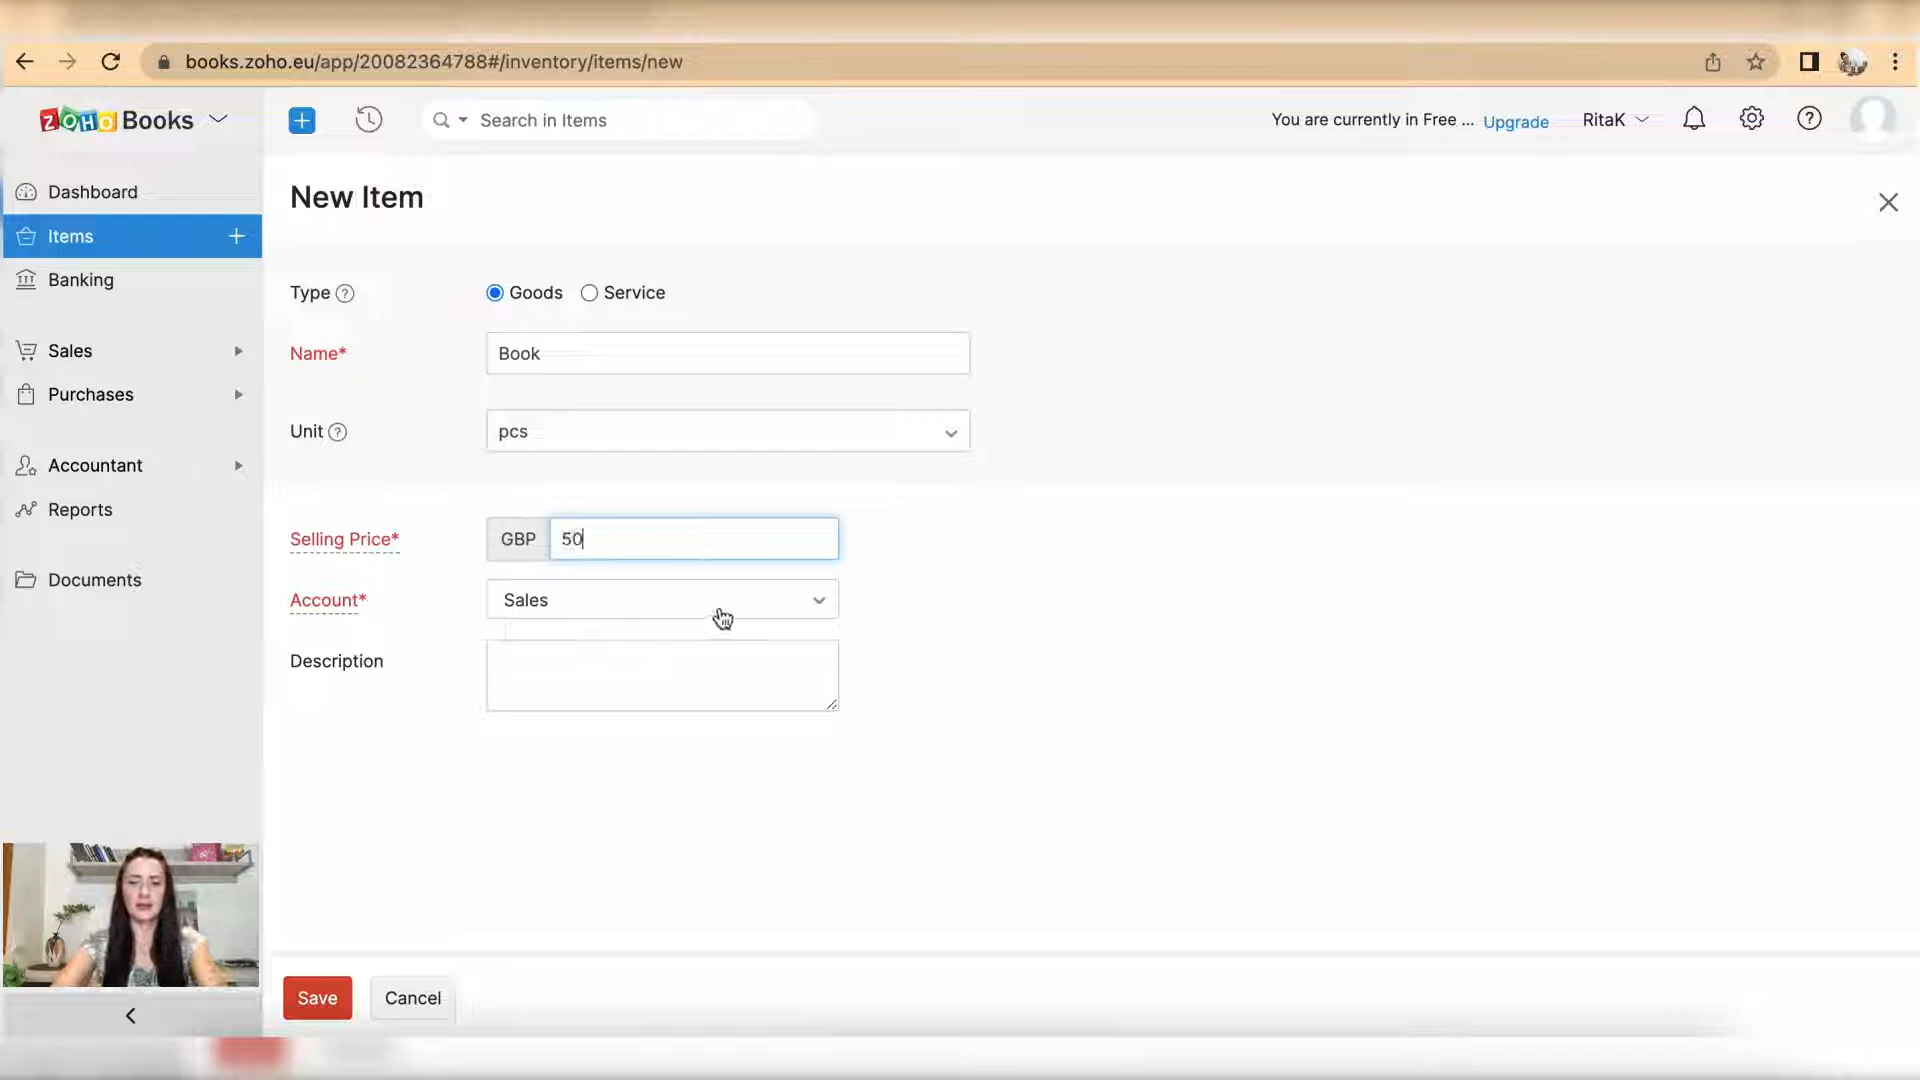 books.zoho.eu/app/20082364788#/inventory/items/new
ZOHO Books
Search in Items
You are currently in Free ... Upgrade
RitaK
Dashboard
Items
Banking
Sales
Purchases
Accountant
Reports
Documents
New Item
Type
Goods
Service
Name*
Book
Unit
pcs
Selling Price*
GBP
50
Account*
Sales
Description
Save
Cancel